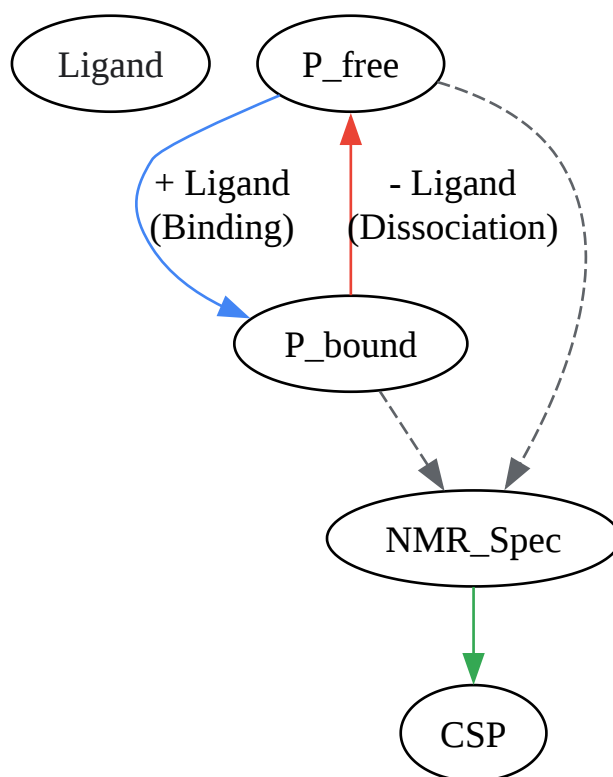 Ligand
P_free
+ Ligand
(Binding)
- Ligand
(Dissociation)
P_bound
NMR_Spec
CSP